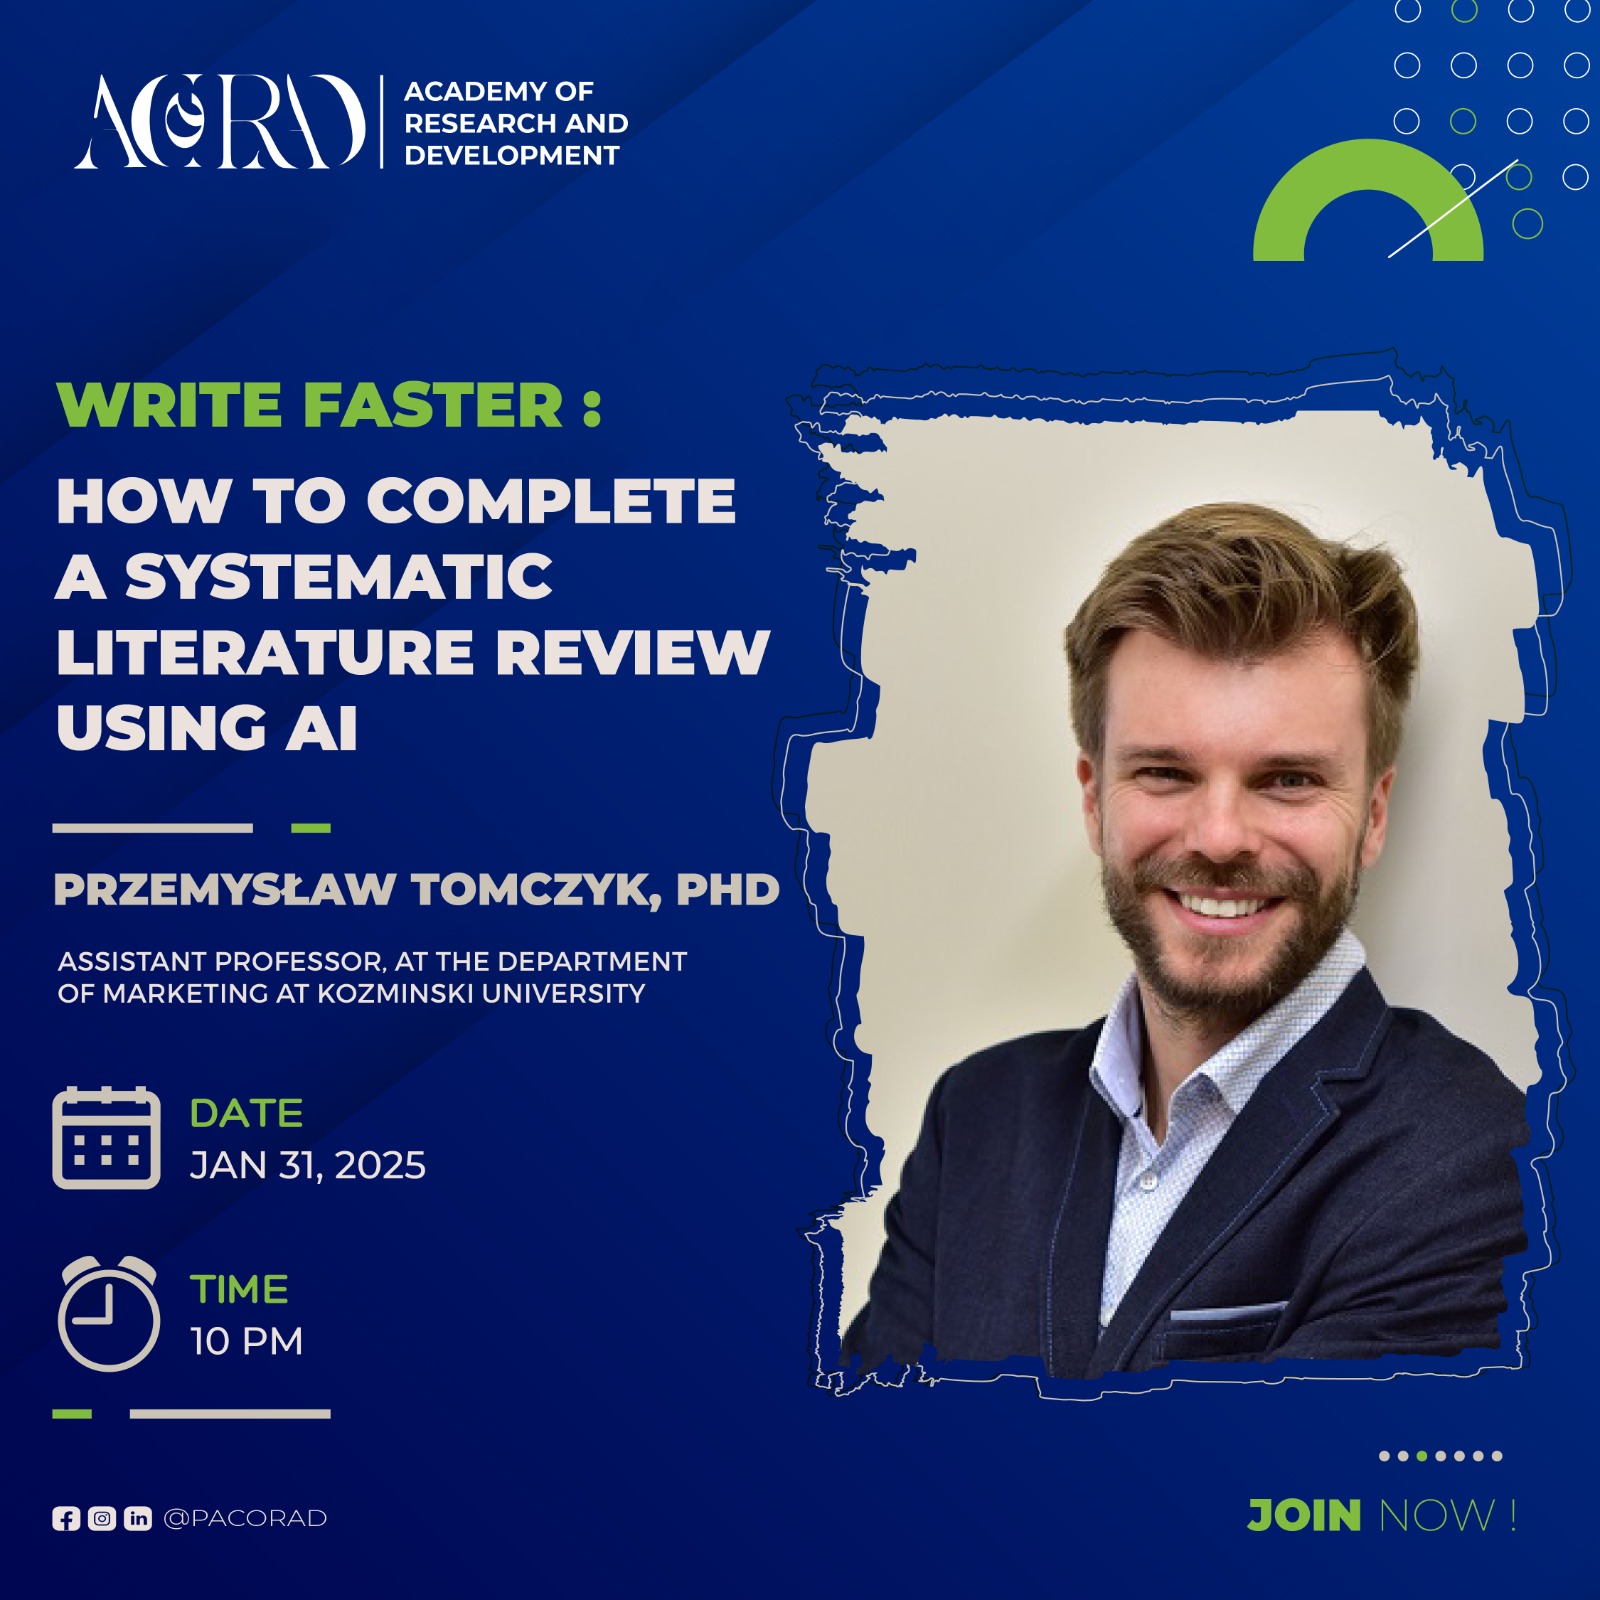 ACORAD
ACADEMY OF
RESEARCH AND
DEVELOPMENT
WRITE FASTER :
HOW TO COMPLETE
A SYSTEMATIC
LITERATURE REVIEW
USING AI
PRZEMYSŁAW TOMCZYK, PHD
ASSISTANT PROFESSOR, AT THE DEPARTMENT
OF MARKETING AT KOZMINSKI UNIVERSITY
DATE
JAN 31, 2025
TIME
10 PM
@PACORAD
JOIN NOW !